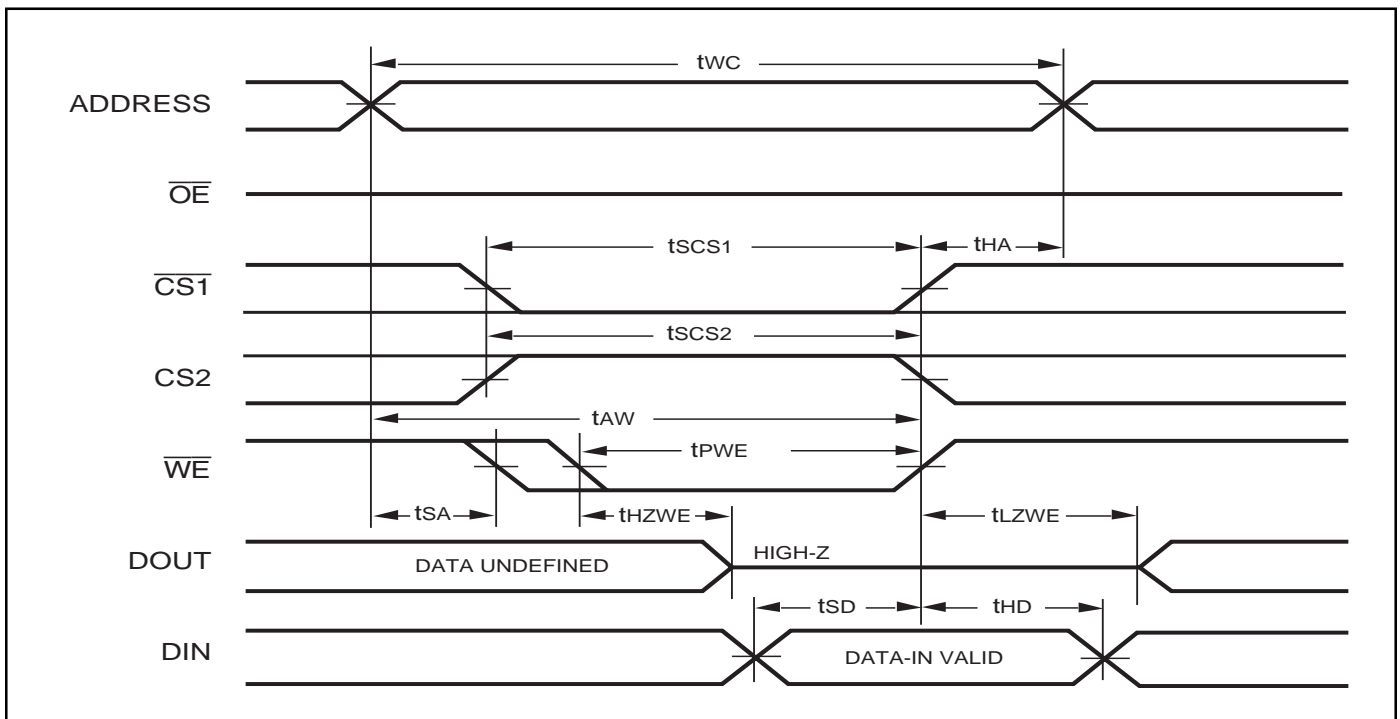 tWC
ADDRESS
OE
tSCS1
tHA
CS1
tSCS2
CS2
tAW
tPWE
WE
tSA
tHZWE
tLZWE
DOUT
DATA UNDEFINED
HIGH-Z
tSD
tHD
DIN
DATA-IN VALID